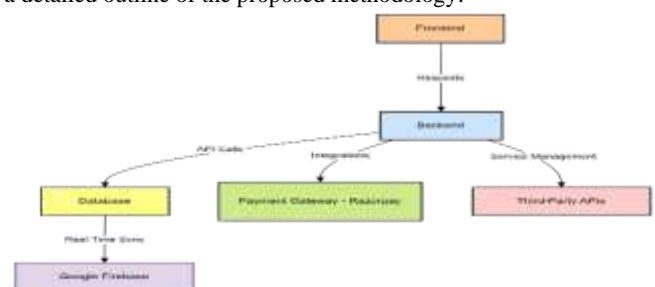 a detailed outline of the proposed methodology.
Frontend
Requests
Backend
API Calls
Integrations
Service Management
Database
Payment Gateway - Razorpay
Third-Party APIs
Real Time Sync
Google Firebase